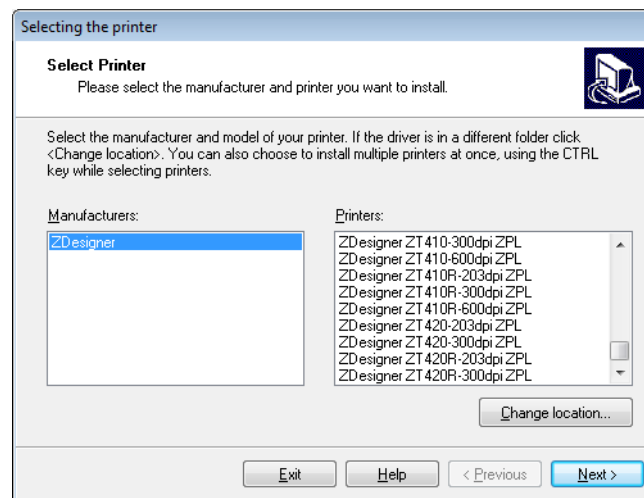 Selecting the printer
Select Printer
Please select the manufacturer and printer you want to install.
Select the manufacturer and model of your printer. If the driver is in a different folder click
<Change location>. You can also choose to install multiple printers at once, using the CTRL
key while selecting printers.
Manufacturers:
ZDesigner
Printers:
ZDesigner ZT410-300dpi ZPL
ZDesigner ZT410-600dpi ZPL
ZDesigner ZT410R-203dpi ZPL
ZDesigner ZT410R-300dpi ZPL
ZDesigner ZT410R-600dpi ZPL
ZDesigner ZT420-203dpi ZPL
ZDesigner ZT420-300dpi ZPL
ZDesigner ZT420R-203dpi ZPL
ZDesigner ZT420R-300dpi ZPL
Change location...
Exit
Help
< Previous
Next >